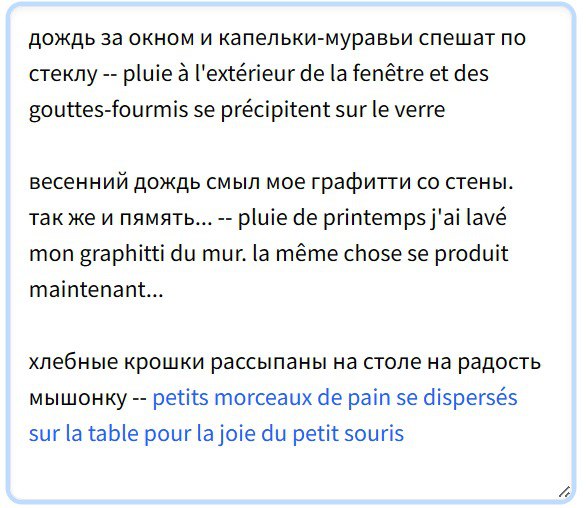 дождь за окном и капельки-муравьи спешат по
стеклу -- pluie à l'extérieur de la fenêtre et des
gouttes-fourmis se précipitent sur le verre
весенний дождь смыл мое графитти со стены.
так же и пямять... -- pluie de printemps j'ai lavé
mon graphitti du mur. la même chose se produit
maintenant...
хлебные крошки рассыпаны на столе на радость
мышонку -- petits morceaux de pain se dispersés
sur la table pour la joie du petit souris